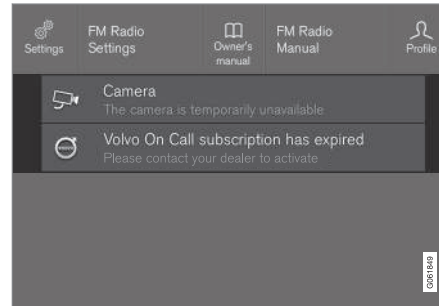 FM Radio
Settings
FM Radio
Manual
Settings
Owner's
manual
Profile
Camera
The camera is temporarily unavailable
Volvo On Call subscription has expired
Please contact your dealer to activate
G061849